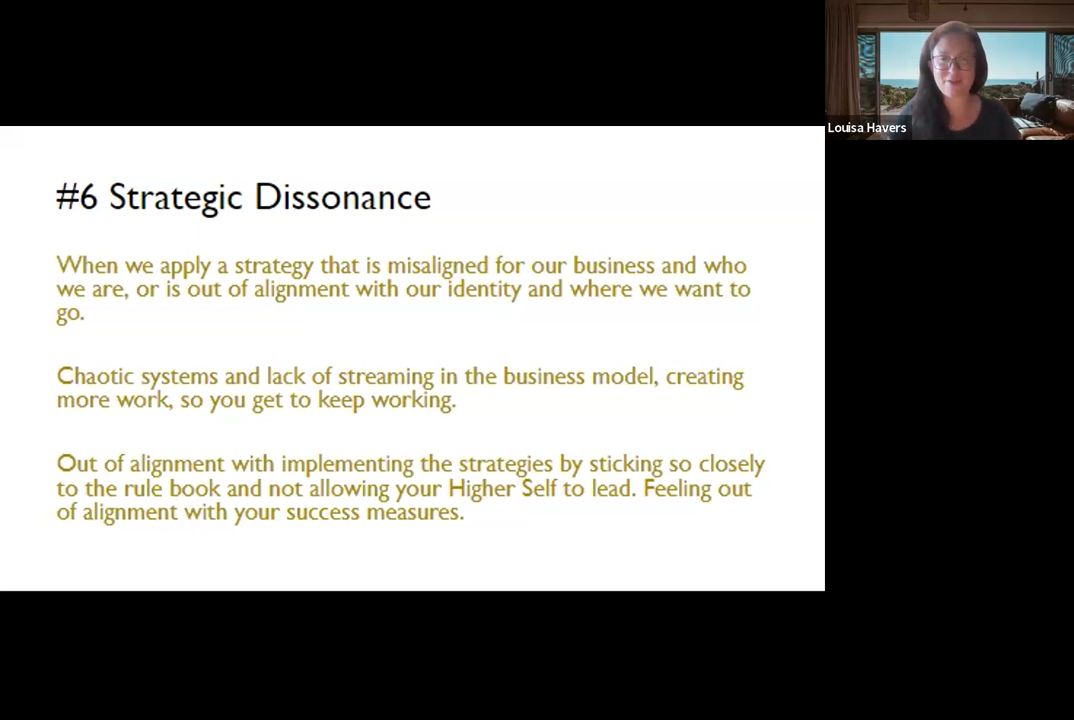 Louisa Havers
#6 Strategic Dissonance
When we apply a strategy that is misaligned for our business and who
we are, or is out of alignment with our identity and where we want to
go.
Chaotic systems and lack of streaming in the business model, creating
more work, so you get to keep working.
Out of alignment with implementing the strategies by sticking so closely
to the rule book and not allowing your Higher Self to lead. Feeling out
of alignment with your success measures.